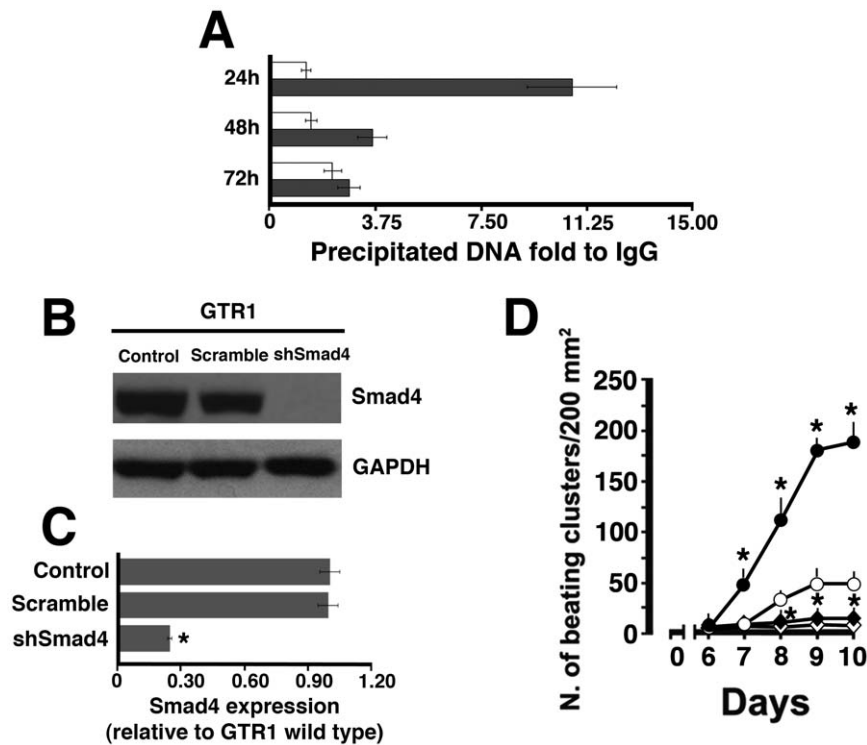 A
24h
48h
72h
0 3.75 7.50 11.25 15.00
Precipitated DNA fold to IgG
B
GTR1
Control Scramble shSmad4
Smad4
GAPDH
C
Control
Scramble
shSmad4 *
0 0.30 0.60 0.90 1.20
Smad4 expression
(relative to GTR1 wild type)
D
N. of beating clusters/200 mm²
250
200
150
100
50
0
* * * *
* * *
0 6 7 8 9 10
Days